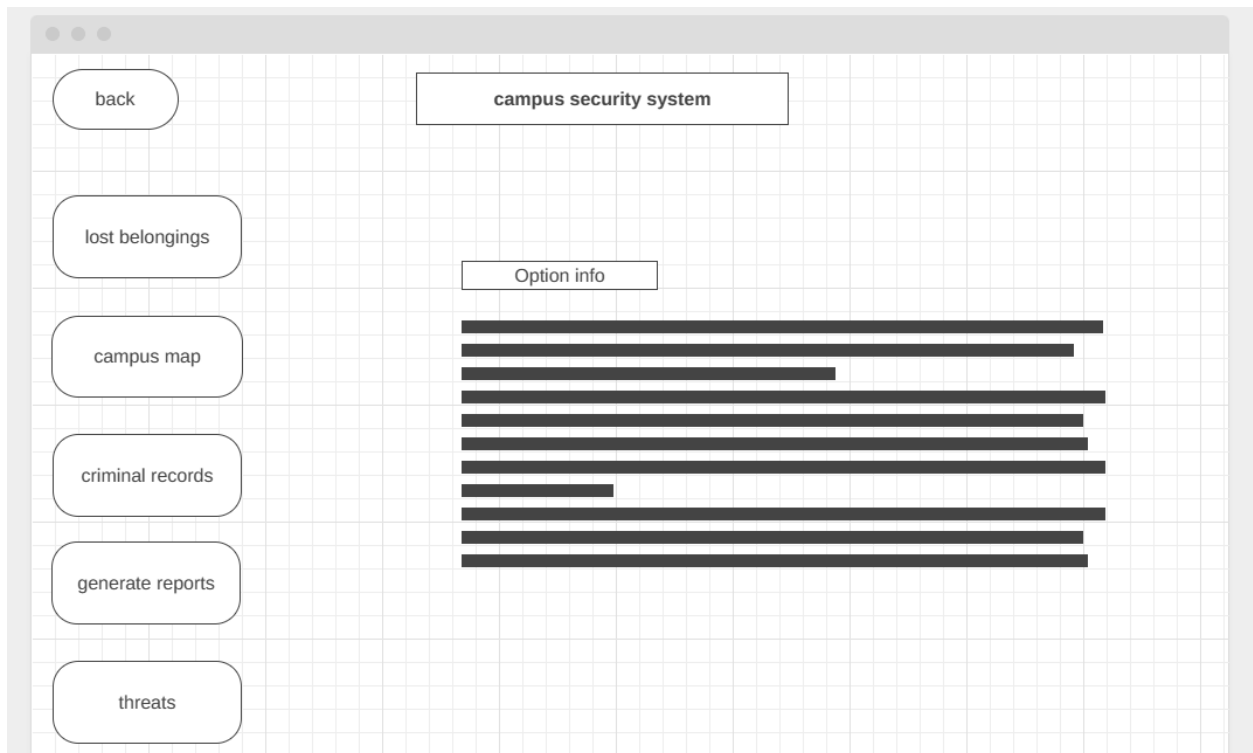 back
campus security system
lost belongings
Option info
campus map
criminal records
generate reports
threats